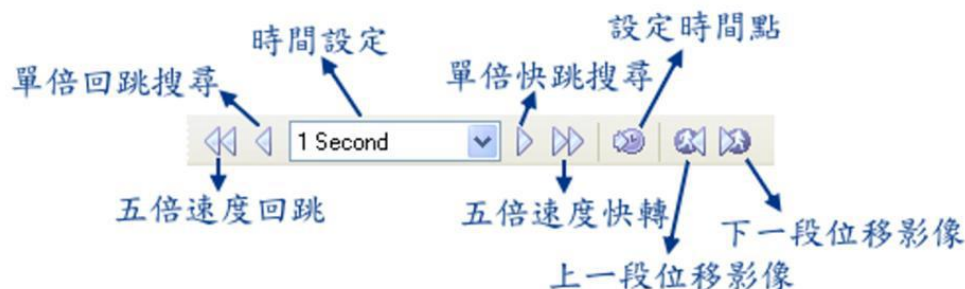 時間設定
設定時間點
單倍回跳搜尋
單倍快跳搜尋
1 Second
五倍速度回跳
五倍速度快轉
下一段位移影像
上一段位移影像